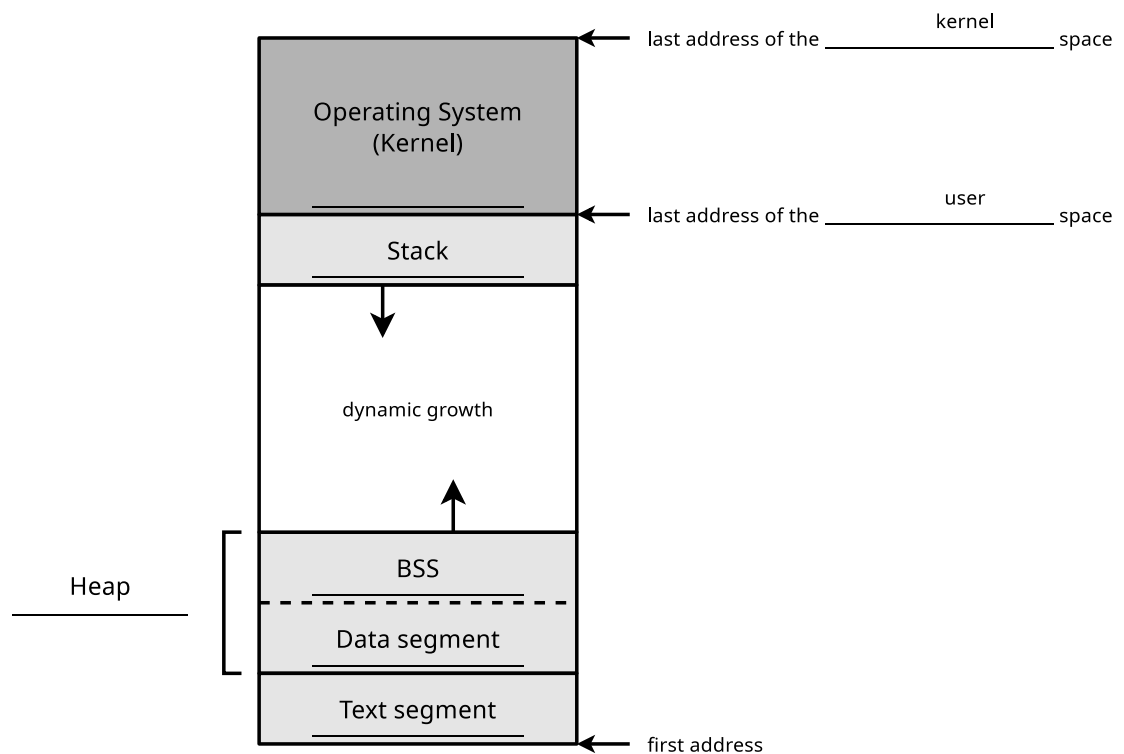 kernel
last address of the space
Operating System
(Kernel)
user
last address of the space
Stack
dynamic growth
BSS
Heap
Data segment
Text segment
first address